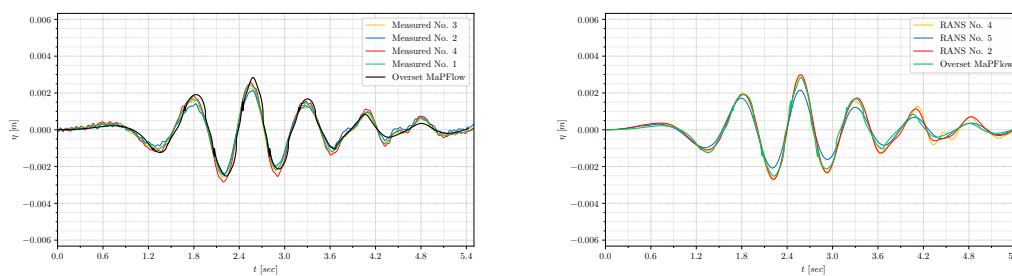 0.006
0.004
0.002
0.000
−0.002
−0.004
−0.006
η [m]
0.0 0.6 1.2 1.8 2.4 3.0 3.6 4.2 4.8 5.4
t [sec]
Measured No. 3
Measured No. 2
Measured No. 4
Measured No. 1
Overset MaPFlow
0.006
0.004
0.002
0.000
−0.002
−0.004
−0.006
η [m]
0.0 0.6 1.2 1.8 2.4 3.0 3.6 4.2 4.8 5.4
t [sec]
RANS No. 4
RANS No. 5
RANS No. 2
Overset MaPFlow